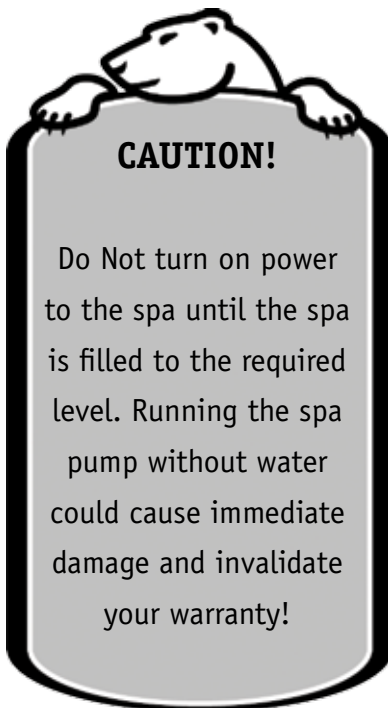 CAUTION!
Do Not turn on power
to the spa until the spa
is filled to the required
level. Running the spa
pump without water
could cause immediate
damage and invalidate
your warranty!